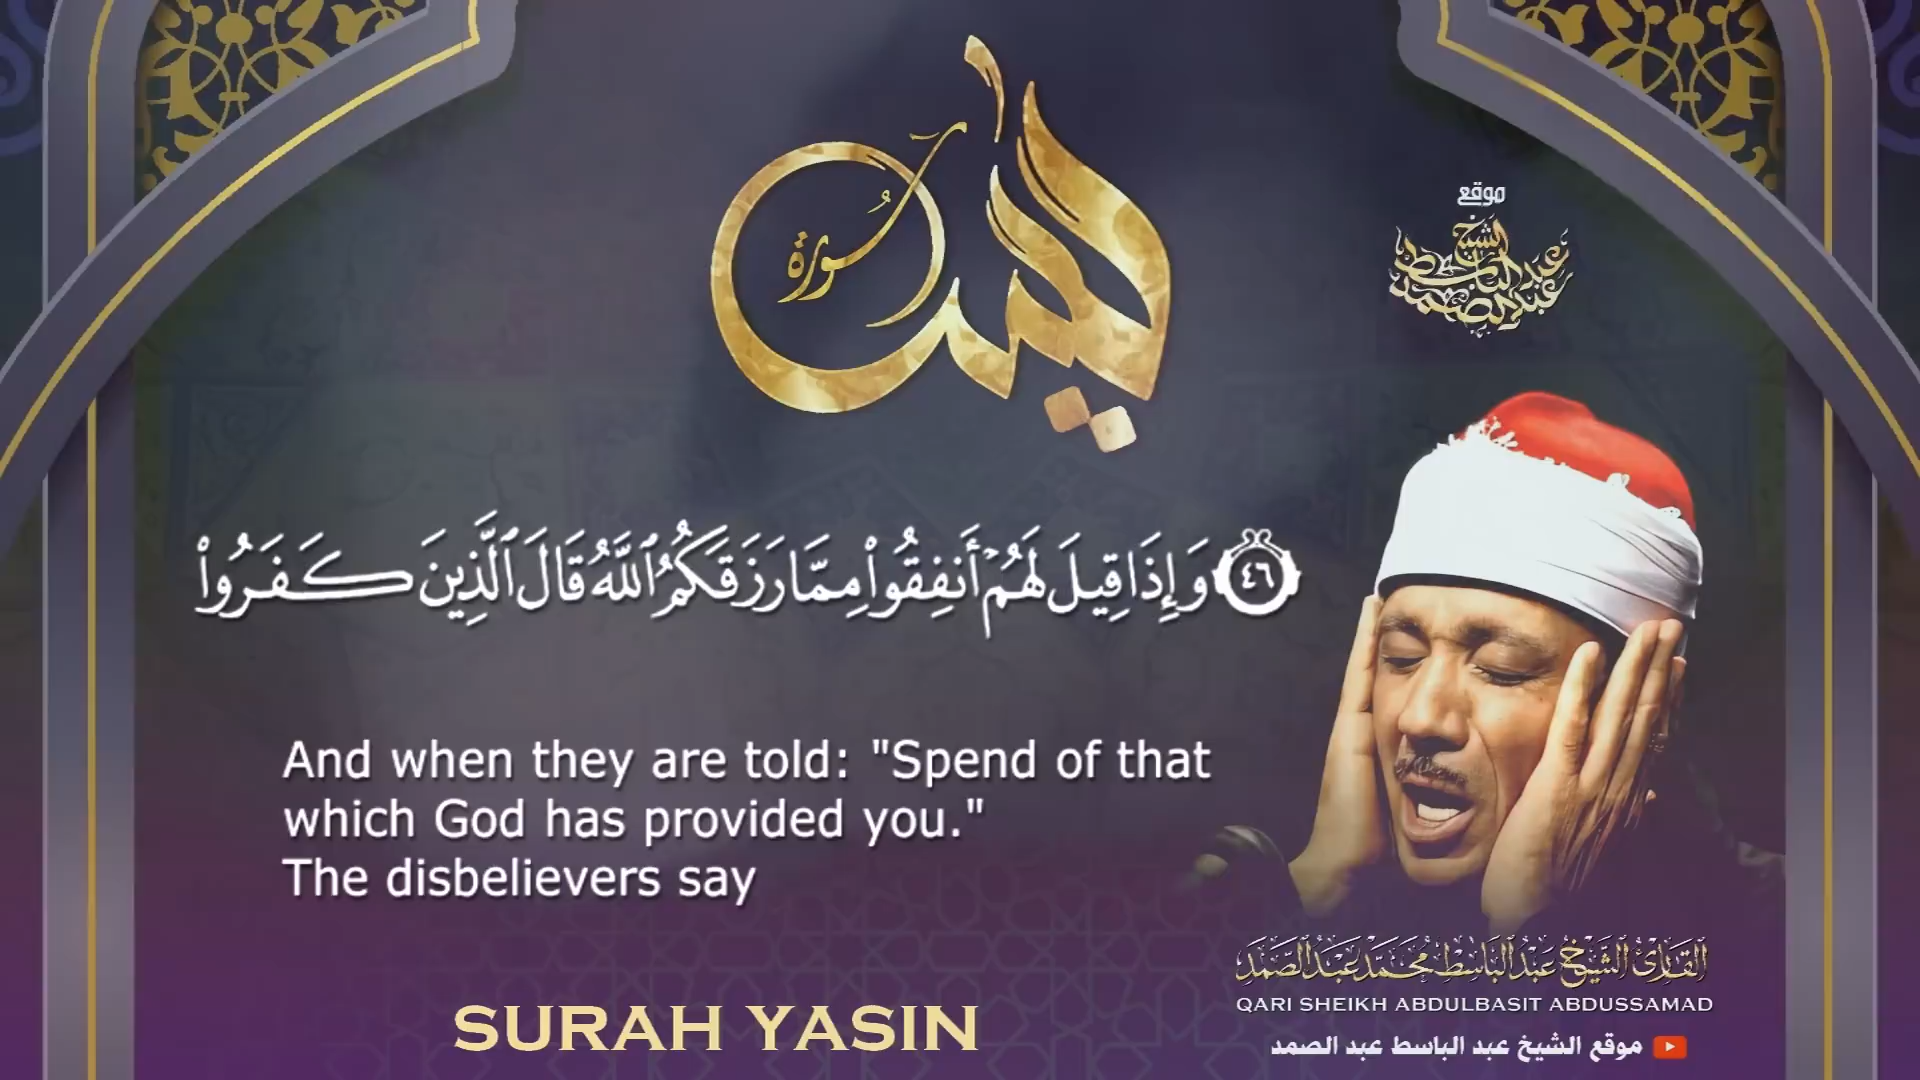 سورة
يس
موقع
الشيخ
عبد الباسط
عبد الصمد
٤٦ وَإِذَا قِيلَ لَهُمْ أَنفِقُوا۟ مِمَّا رَزَقَكُمُ ٱللَّهُ قَالَ ٱلَّذِينَ كَفَرُوا۟
And when they are told: "Spend of that
which God has provided you."
The disbelievers say
SURAH YASIN
القارئ الشيخ عبد الباسط محمد عبد الصمد
QARI SHEIKH ABDULBASIT ABDUSSAMAD
موقع الشيخ عبد الباسط عبد الصمد